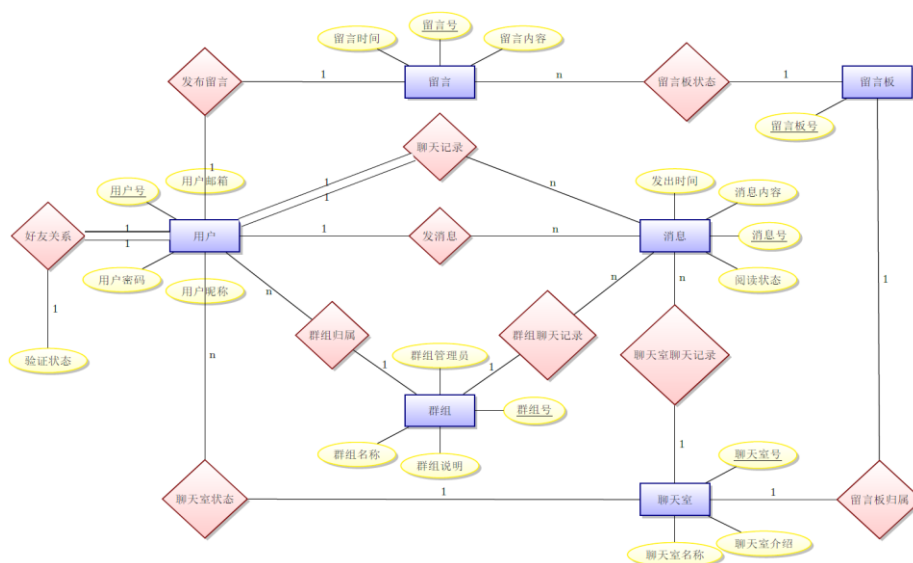 留言号
留言时间
留言内容
发布留言
1
留言
n
留言板状态
1
留言板
留言板号
聊天记录
1
用户邮箱
1
1
n
发出时间
消息内容
用户号
好友关系
1
1
用户
1
发消息
n
消息
消息号
用户密码
用户昵称
阅读状态
n
n
n
1
1
群组归属
群组聊天记录
n
聊天室聊天记录
验证状态
群组管理员
1
1
群组
群组号
群组名称
群组说明
1
聊天室号
聊天室状态
1
聊天室
1
留言板归属
聊天室名称
聊天室介绍